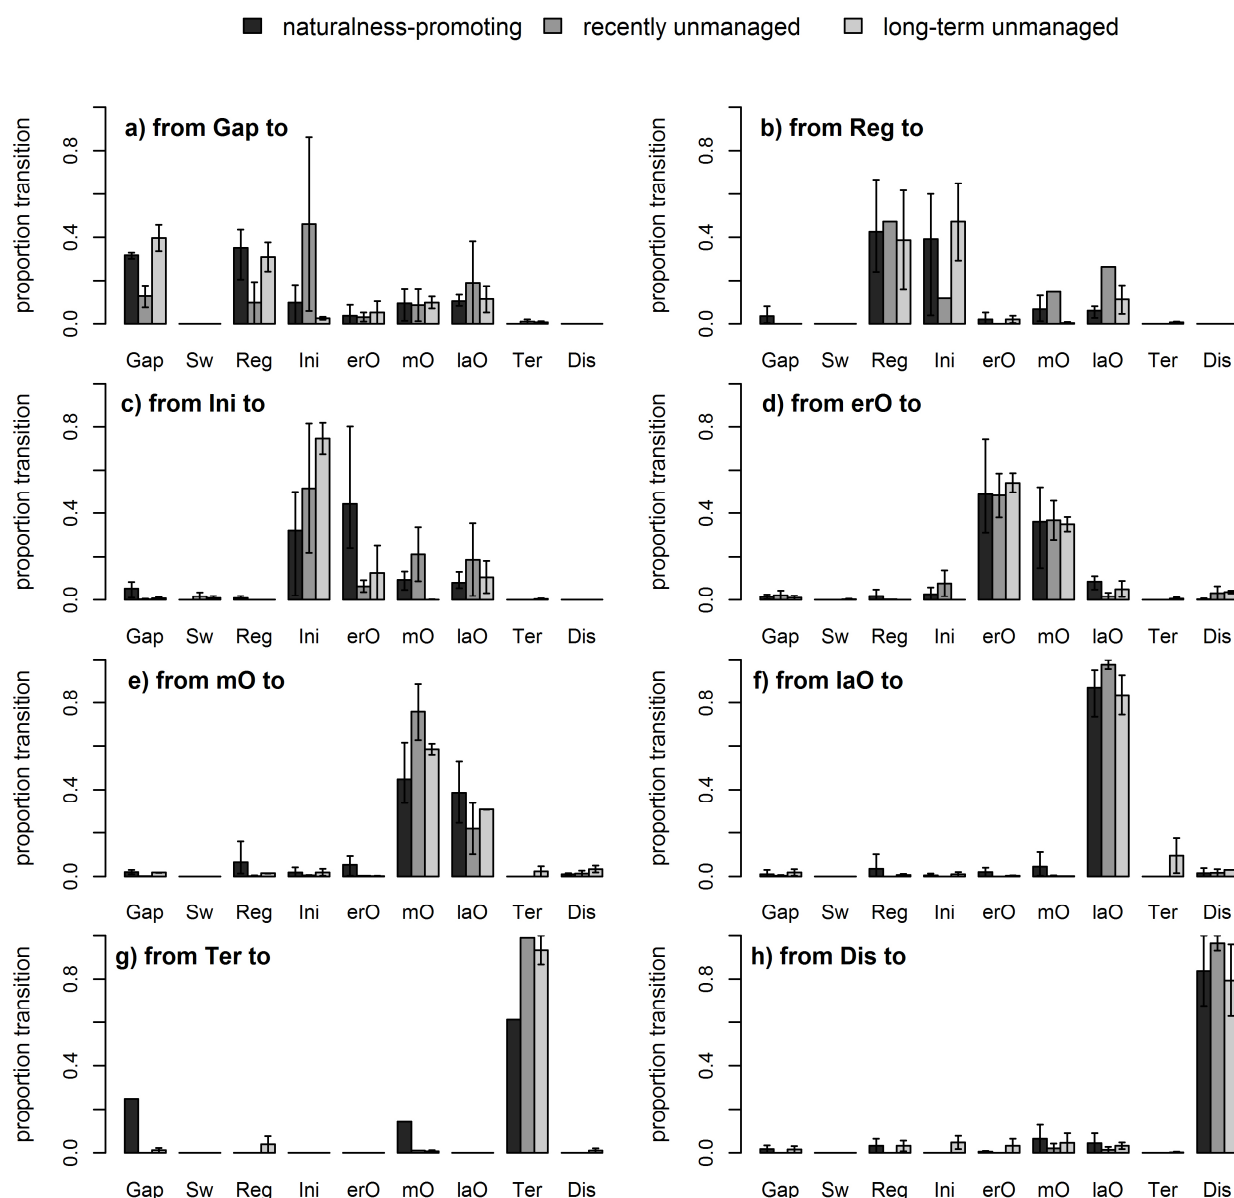 naturalness-promoting recently unmanaged long-term unmanaged
a) from Gap to
proportion transition
0.0 0.4 0.8
Gap Sw Reg Ini erO mO laO Ter Dis
b) from Reg to
proportion transition
0.0 0.4 0.8
Gap Sw Reg Ini erO mO laO Ter Dis
c) from Ini to
proportion transition
0.0 0.4 0.8
Gap Sw Reg Ini erO mO laO Ter Dis
d) from erO to
proportion transition
0.0 0.4 0.8
Gap Sw Reg Ini erO mO laO Ter Dis
e) from mO to
proportion transition
0.0 0.4 0.8
Gap Sw Reg Ini erO mO laO Ter Dis
f) from laO to
proportion transition
0.0 0.4 0.8
Gap Sw Reg Ini erO mO laO Ter Dis
g) from Ter to
proportion transition
0.0 0.4 0.8
Gap Sw Reg Ini erO mO laO Ter Dis
h) from Dis to
proportion transition
0.0 0.4 0.8
Gap Sw Reg Ini erO mO laO Ter Dis